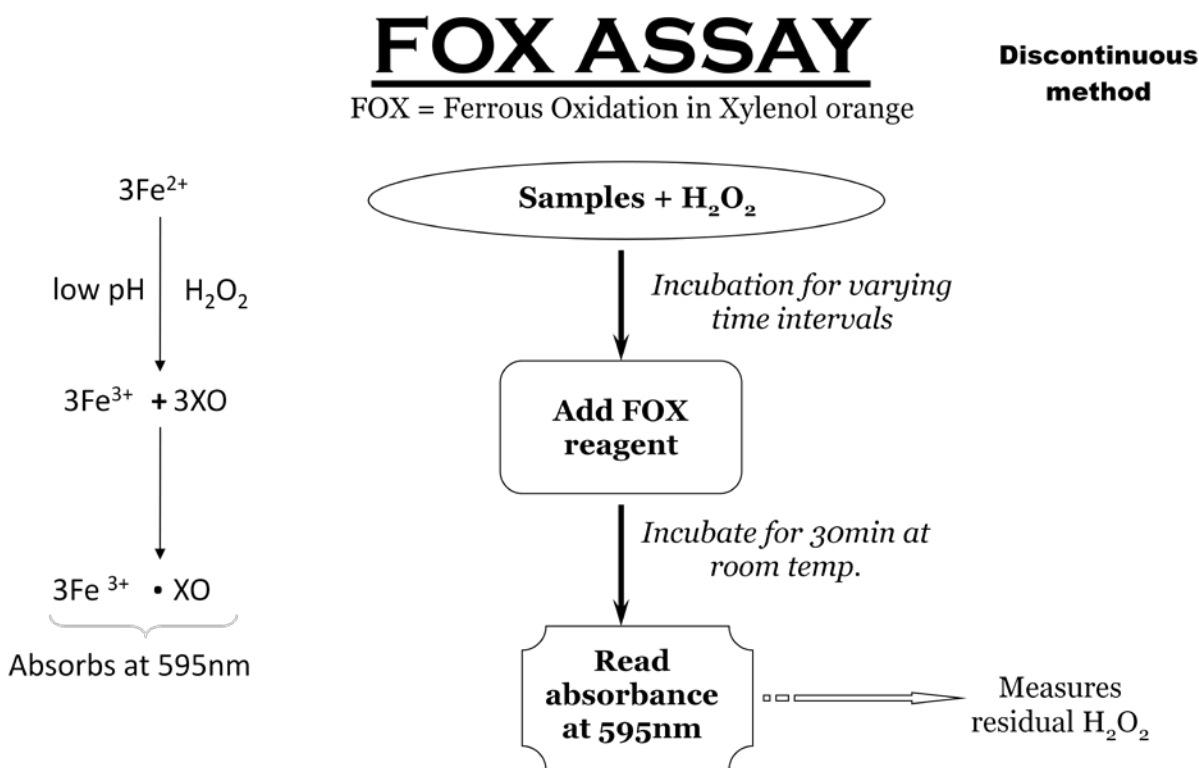 FOX ASSAY
Discontinuous
method
FOX = Ferrous Oxidation in Xylenol orange
3Fe²⁺
low pH
H₂O₂
3Fe³⁺ + 3XO
3Fe ³⁺ • XO
Absorbs at 595nm
Samples + H₂O₂
Incubation for varying
time intervals
Add FOX
reagent
Incubate for 30min at
room temp.
Read
absorbance
at 595nm
Measures
residual H₂O₂